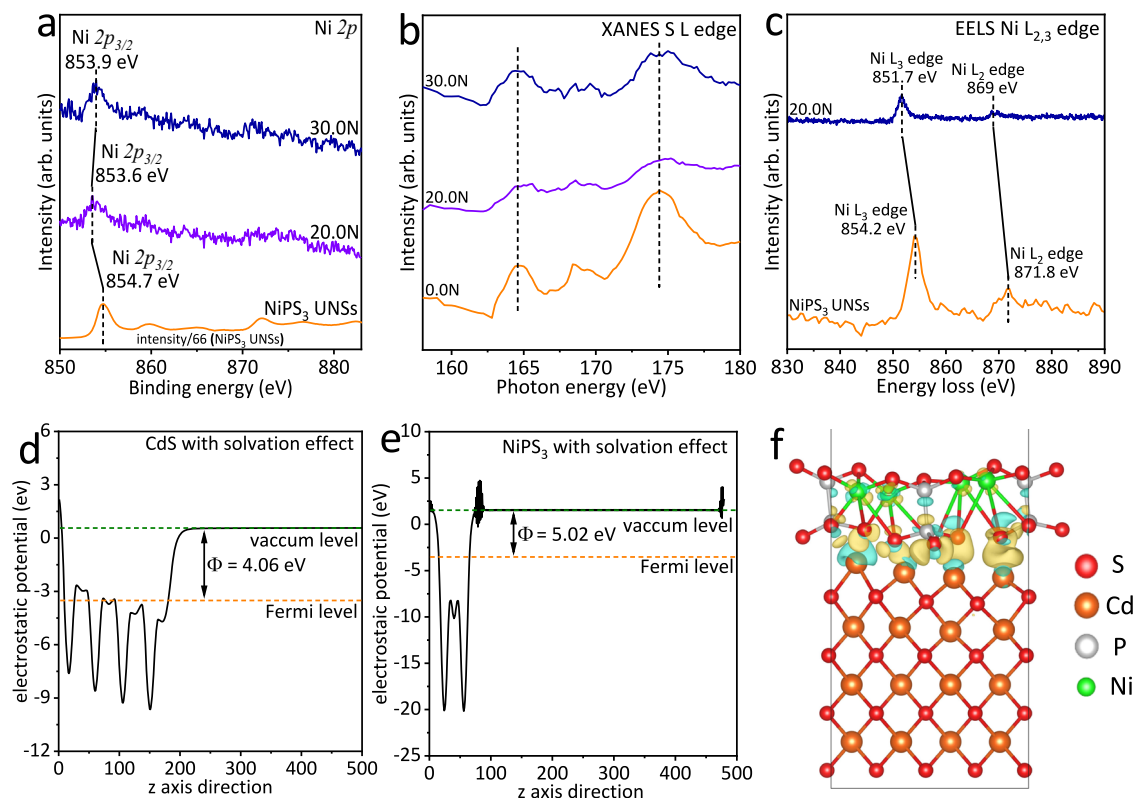 a
Ni 2p
Ni 2p3/2
853.9 eV
30.0N
Ni 2p3/2
853.6 eV
20.0N
Ni 2p3/2
854.7 eV
NiPS3 UNSs
intensity/66 (NiPS3 UNSs)
Intensity (arb. units)
850 860 870 880
Binding energy (eV)
b
XANES S L edge
30.0N
20.0N
0.0N
Intensity (arb. units)
160 165 170 175 180
Photon energy (eV)
c
EELS Ni L2,3 edge
Ni L3 edge
851.7 eV
Ni L2 edge
869 eV
20.0N
Ni L3 edge
854.2 eV
Ni L2 edge
871.8 eV
NiPS3 UNSs
Intensity (arb. units)
830 840 850 860 870 880 890
Energy loss (eV)
d
CdS with solvation effect
vaccum level
Φ = 4.06 eV
Fermi level
electrostatic potential (ev)
6
3
0
-3
-6
-9
-12
0 100 200 300 400 500
z axis direction
e
NiPS3 with solvation effect
vaccum level
Φ = 5.02 eV
Fermi level
electrostaic potential (eV)
10
5
0
-5
-10
-15
-20
-25
0 100 200 300 400 500
z axis direction
f
S
Cd
P
Ni